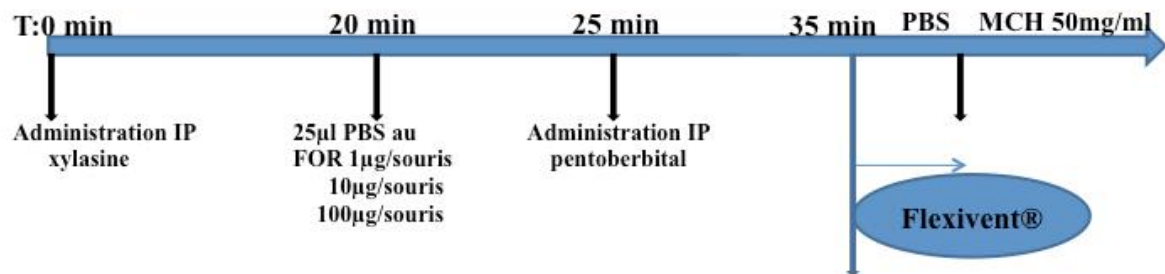 T:0 min 20 min 25 min 35 min PBS MCH 50mg/ml
Administration IP
xylasine
25µl PBS au
FOR 1µg/souris
10µg/souris
100µg/souris
Administration IP
pentoberbital
Flexivent®